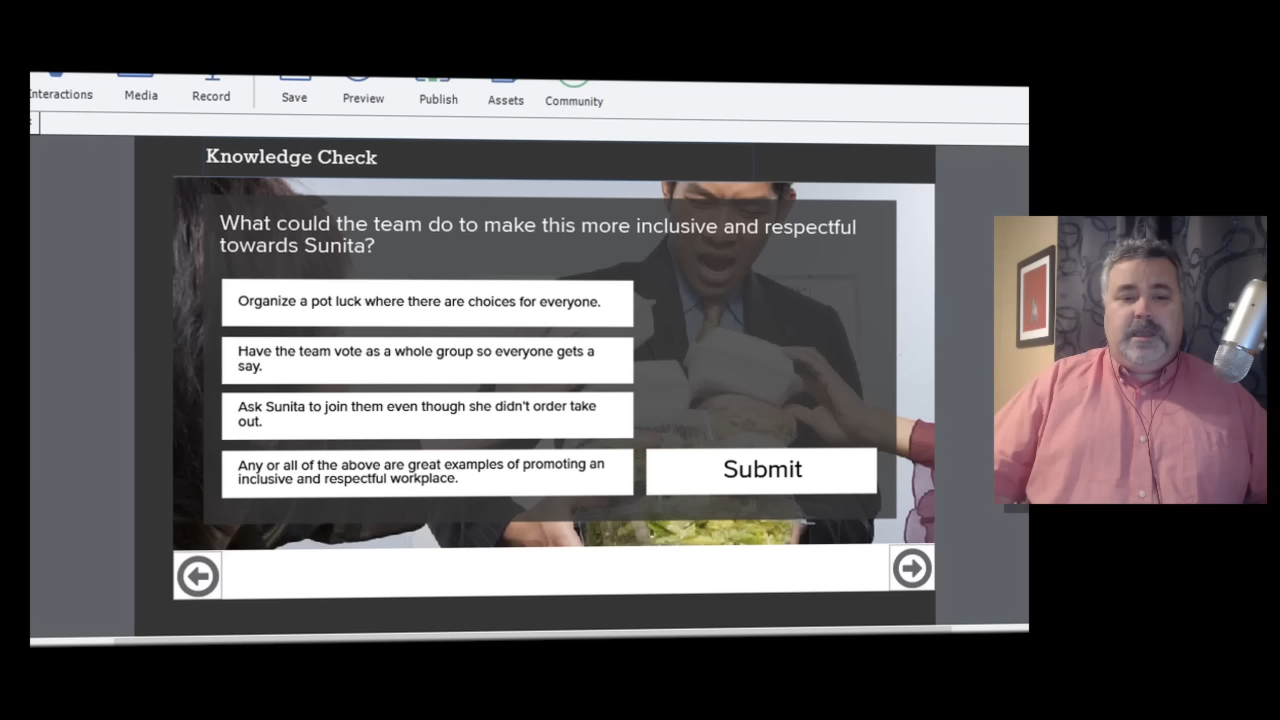 Interactions Media Record Save Preview Publish Assets Community
Knowledge Check
What could the team do to make this more inclusive and respectful
towards Sunita?
Organize a pot luck where there are choices for everyone.
Have the team vote as a whole group so everyone gets a
say.
Ask Sunita to join them even though she didn't order take
out.
Any or all of the above are great examples of promoting an
inclusive and respectful workplace.
Submit